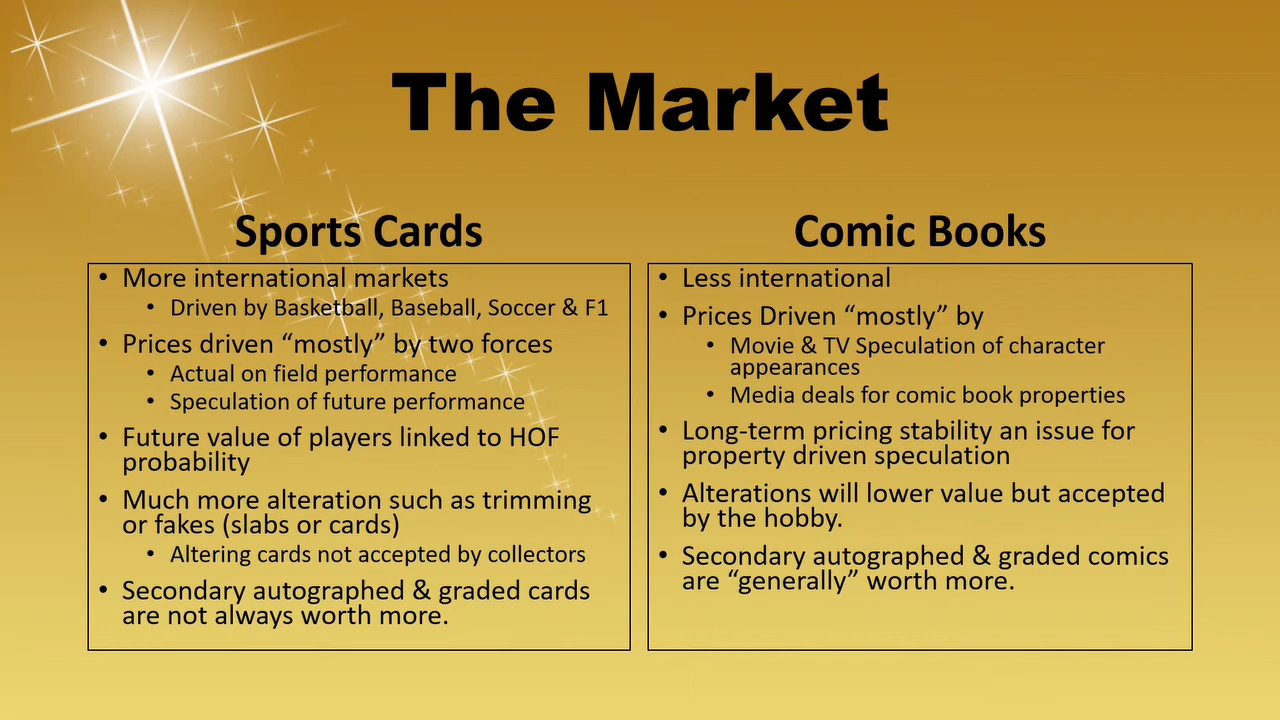 The Market
Sports Cards
• More international markets
• Driven by Basketball, Baseball, Soccer & F1
• Prices driven “mostly” by two forces
• Actual on field performance
• Speculation of future performance
• Future value of players linked to HOF
probability
• Much more alteration such as trimming
or fakes (slabs or cards)
• Altering cards not accepted by collectors
• Secondary autographed & graded cards
are not always worth more.
Comic Books
• Less international
• Prices Driven “mostly” by
• Movie & TV Speculation of character
appearances
• Media deals for comic book properties
• Long-term pricing stability an issue for
property driven speculation
• Alterations will lower value but accepted
by the hobby.
• Secondary autographed & graded comics
are “generally” worth more.